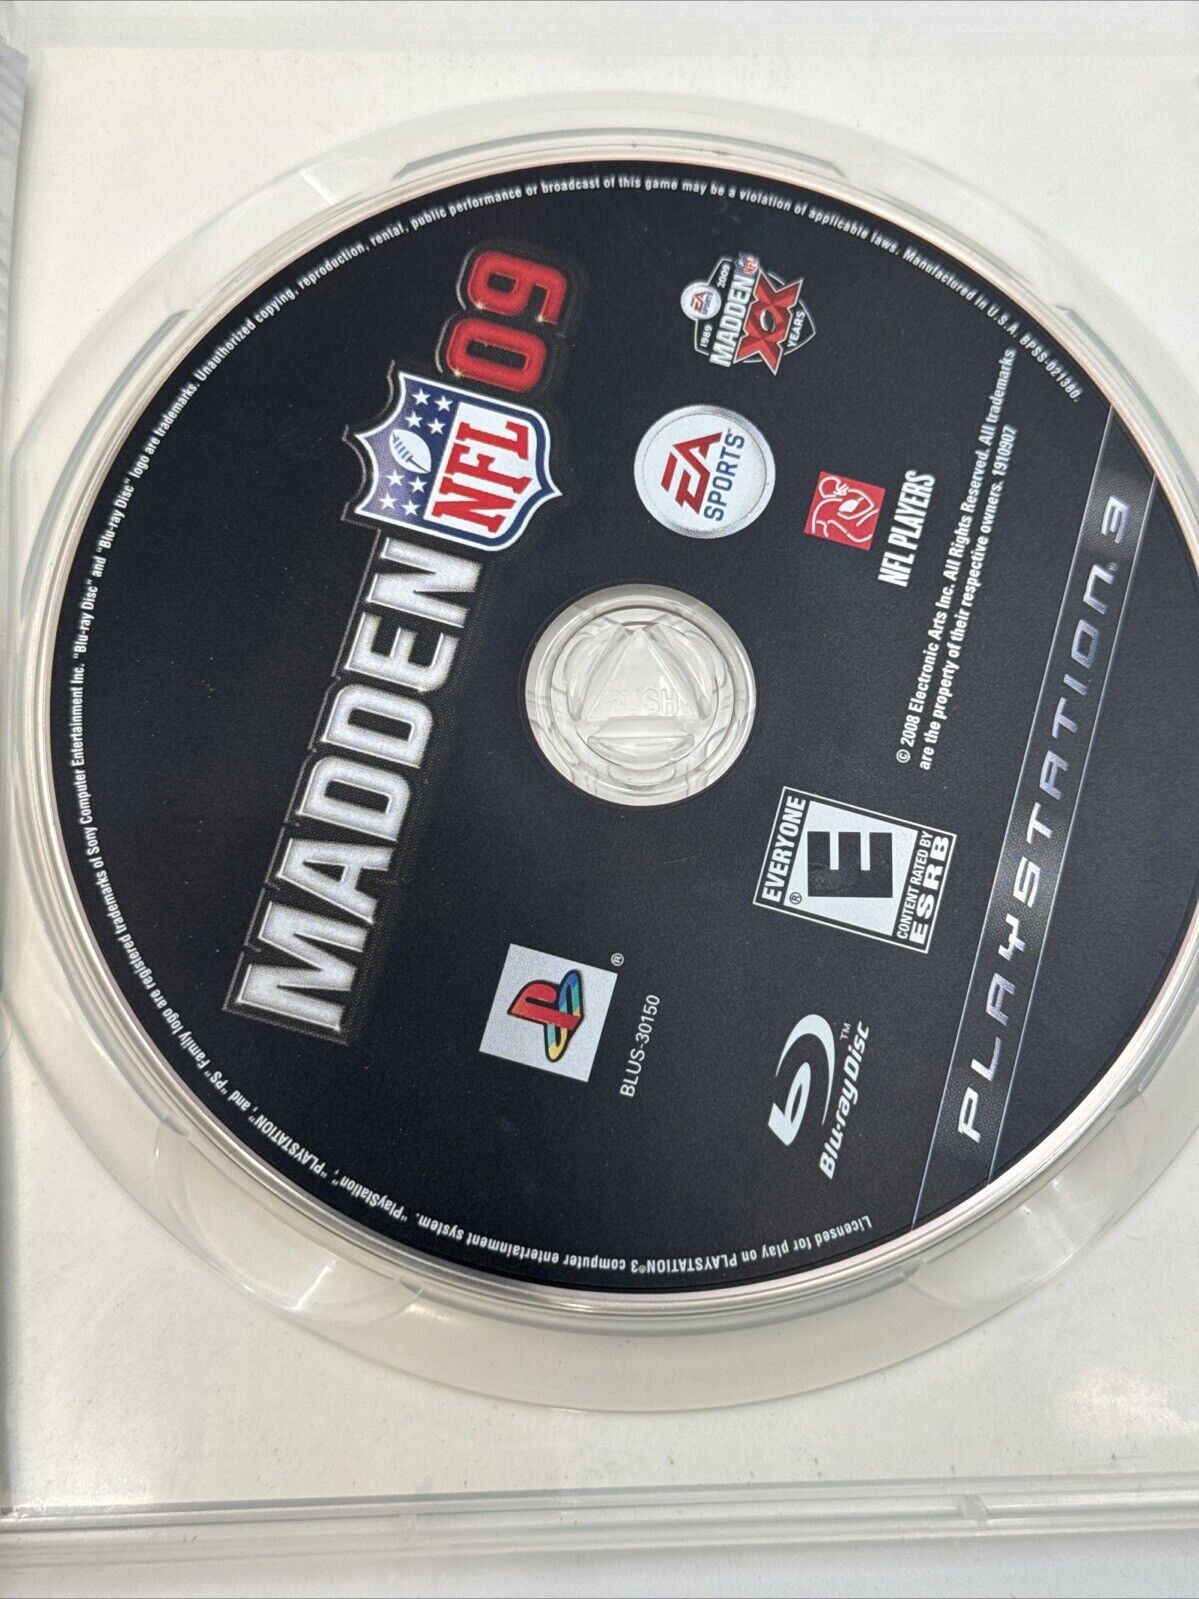 MADDEN NFL 09
NFL
1989 EA SPORTS 2009
NFL
MADDEN
XX
YEARS
EA
SPORTS
NFL PLAYERS
© 2008 Electronic Arts Inc. All Rights Reserved. All trademarks
are the property of their respective owners. 1910907
PUSH
®
BLUS-30150
EVERYONE
E
®
CONTENT RATED BY
ESRB
Blu-ray Disc™
PLAYSTATION®3
Licensed for play on PLAYSTATION®3 computer entertainment system. "PlayStation", "PLAYSTATION", and "PS" Family logo are registered trademarks of Sony Computer Entertainment Inc. "Blu-ray Disc" and "Blu-ray Disc" logo are trademarks. Unauthorized copying, reproduction, rental, public performance or broadcast of this game may be a violation of applicable laws. Manufactured in U.S.A. BPSS-021380.